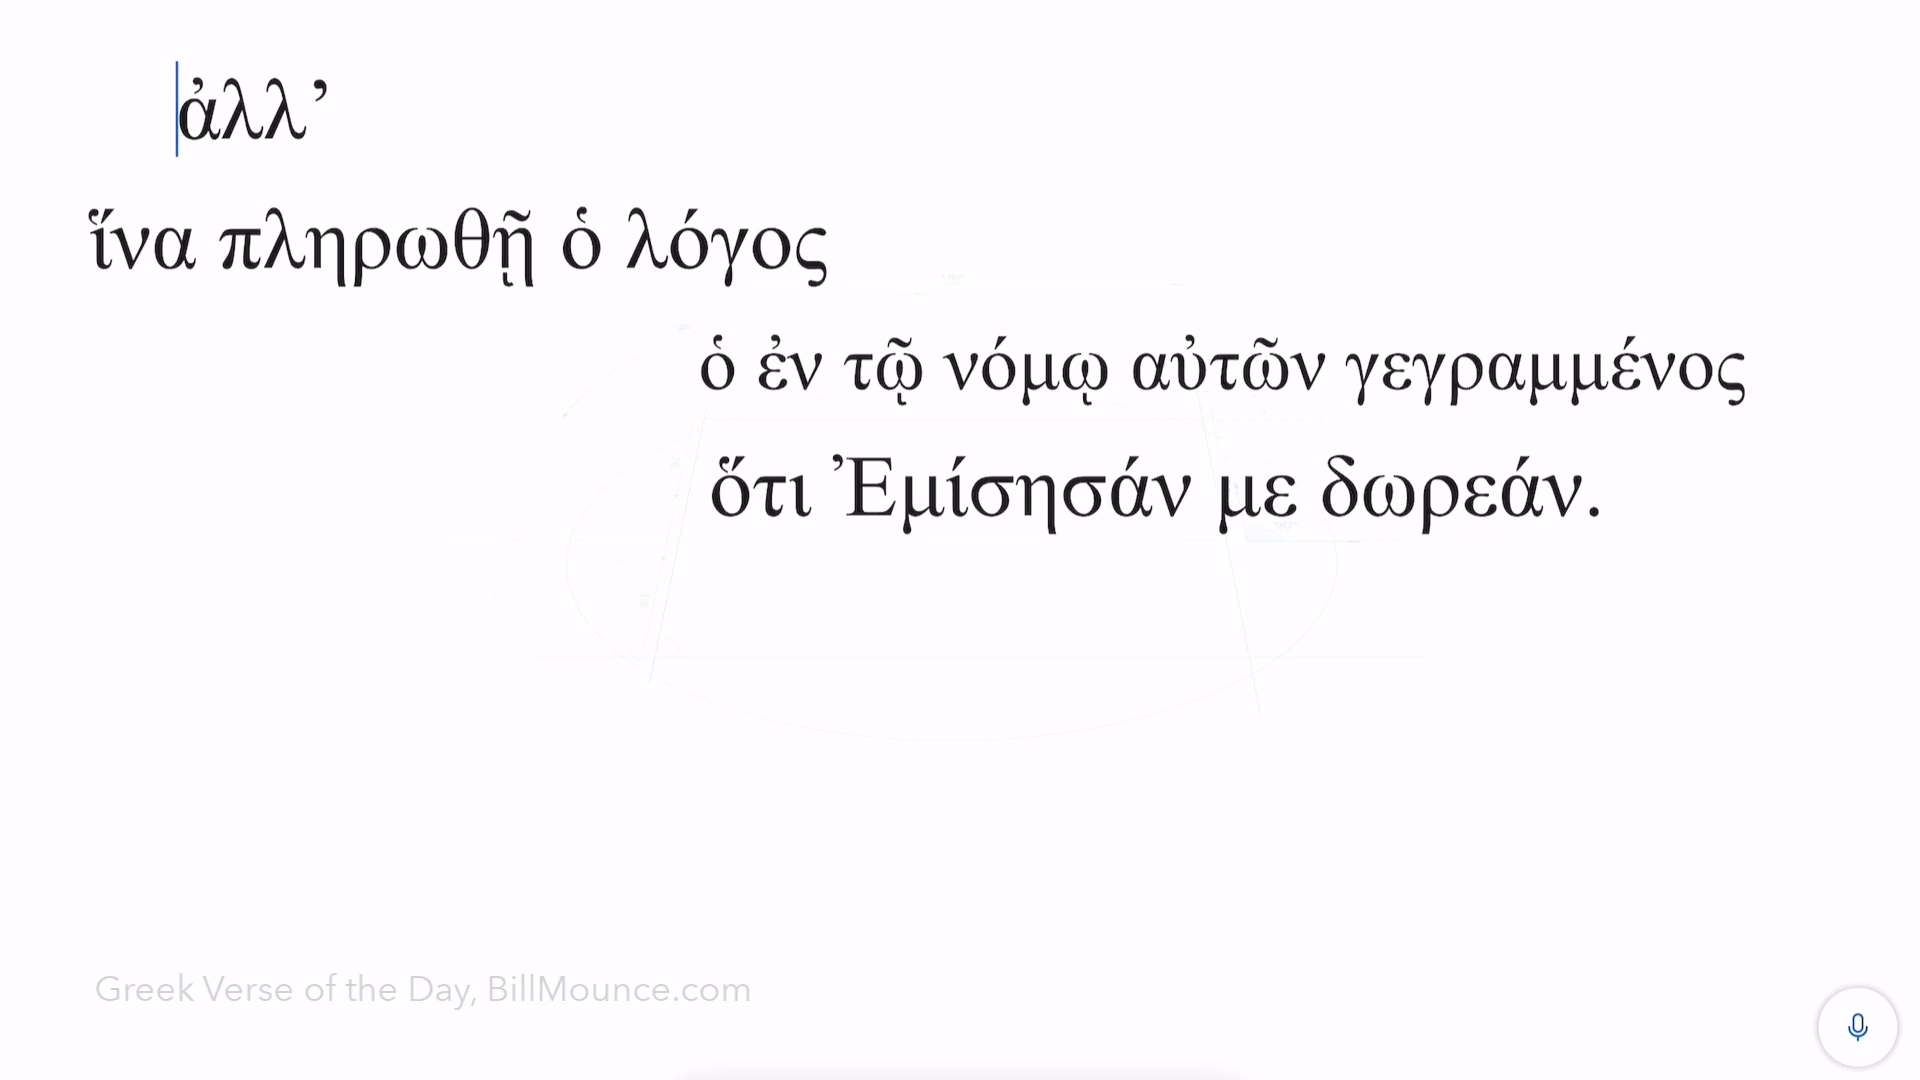 ἀλλ’
ἵνα πληρωθῇ ὁ λόγος
ὁ ἐν τῷ νόμῳ αὐτῶν γεγραμμένος
ὅτι Ἐμίσησάν με δωρεάν.
Greek Verse of the Day, BillMounce.com